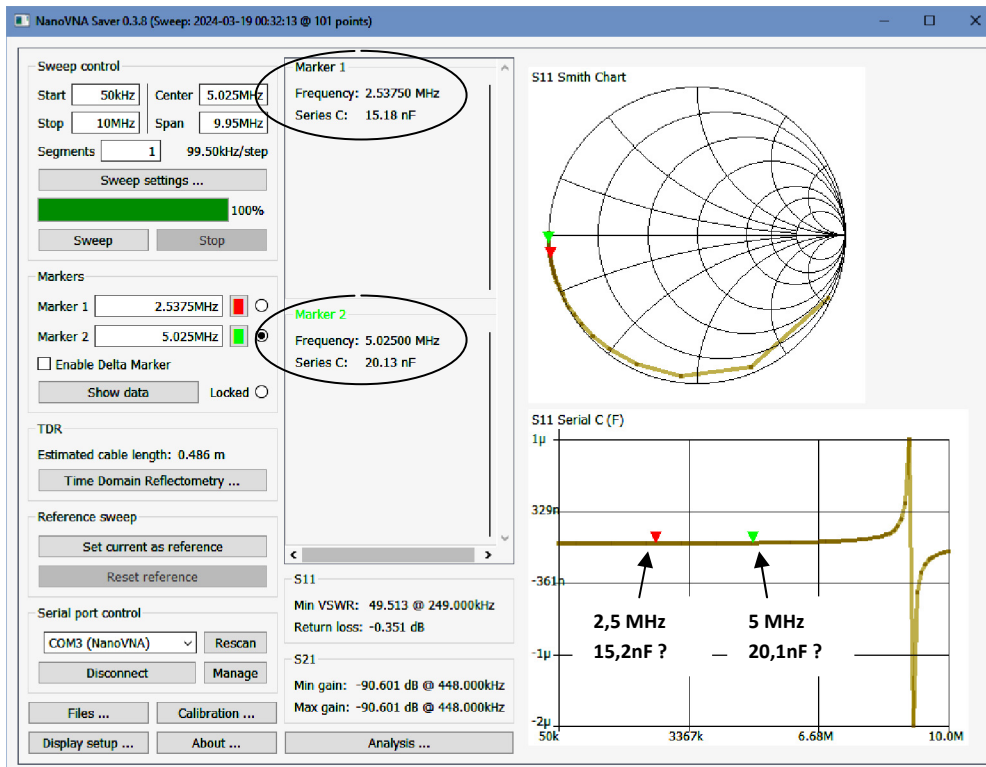 NanoVNA Saver 0.3.8 (Sweep: 2024-03-19 00:32:13 @ 101 points)
Sweep control
Start 50kHz Center 5.025MHz
Stop 10MHz Span 9.95MHz
Segments 1 99.50kHz/step
Sweep settings ...
100%
Sweep Stop
Markers
Marker 1 2.5375MHz
Marker 2 5.025MHz
Enable Delta Marker
Show data Locked
TDR
Estimated cable length: 0.486 m
Time Domain Reflectometry ...
Reference sweep
Set current as reference
Reset reference
Serial port control
COM3 (NanoVNA) Rescan
Disconnect Manage
Files ... Calibration ...
Display setup ... About ...
Marker 1
Frequency: 2.53750 MHz
Series C: 15.18 nF
Marker 2
Frequency: 5.02500 MHz
Series C: 20.13 nF
S11
Min VSWR: 49.513 @ 249.000kHz
Return loss: -0.351 dB
S21
Min gain: -90.601 dB @ 448.000kHz
Max gain: -90.601 dB @ 448.000kHz
Analysis ...
S11 Smith Chart
S11 Serial C (F)
1µ
329n
-361n
-1µ
-2µ
50k 3367k 6.68M 10.0M
2,5 MHz
15,2nF ?
5 MHz
20,1nF ?